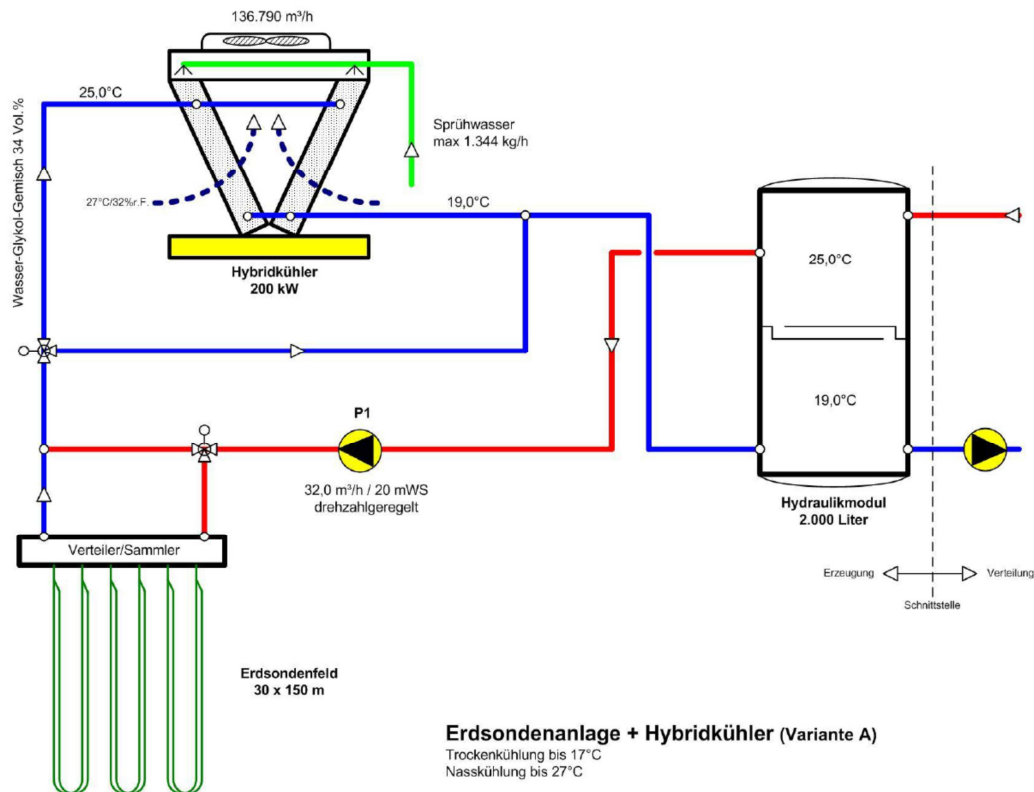 136.790 m³/h
25,0°C
Sprühwasser
max 1.344 kg/h
Wasser-Glykol-Gemisch 34 Vol.%
27°C/32%r.F.
19,0°C
Hybridkühler
200 kW
25,0°C
19,0°C
P1
32,0 m³/h / 20 mWS
drehzahlgeregelt
Hydraulikmodul
2.000 Liter
Verteiler/Sammler
Erzeugung
Verteilung
Schnittstelle
Erdsondenfeld
30 x 150 m
Erdsondenanlage + Hybridkühler (Variante A)
Trockenkühlung bis 17°C
Nasskühlung bis 27°C